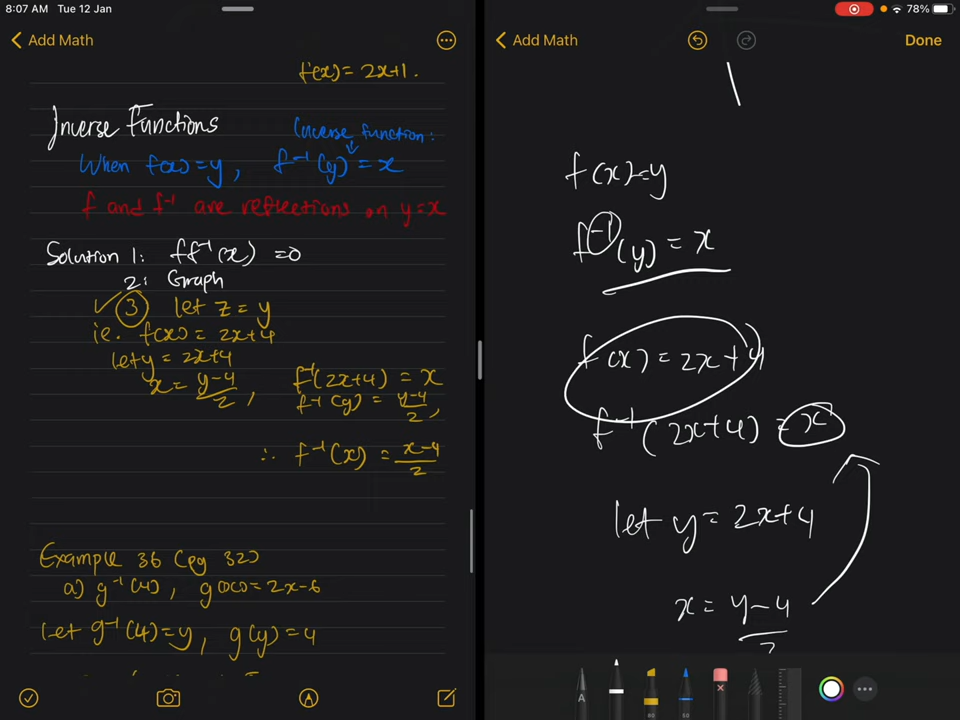 8:07 AM Tue 12 Jan
78%
Add Math
f(x) = 2x+1.
Inverse Functions
Inverse function:
When f(x) = y, f⁻¹(y) = x
f and f⁻¹ are reflections on y=x
Solution 1: ff⁻¹(x) = 0
2: Graph
✓ 3 let z = y
ie. f(x) = 2x+4
let y = 2x+4
x = y-4/2, f⁻¹(2x+4) = x
f⁻¹(y) = y-4/2,
∴ f⁻¹(x) = x-4/2
Example 36 (pg 32)
a) g⁻¹(4), g(x) = 2x-6
let g⁻¹(4) = y, g(y) = 4
Add Math
Done
f(x) = y
f⁻¹(y) = x
f(x) = 2x+4
f⁻¹(2x+4) = x
let y = 2x+4
x = y-4/2
A
80
50